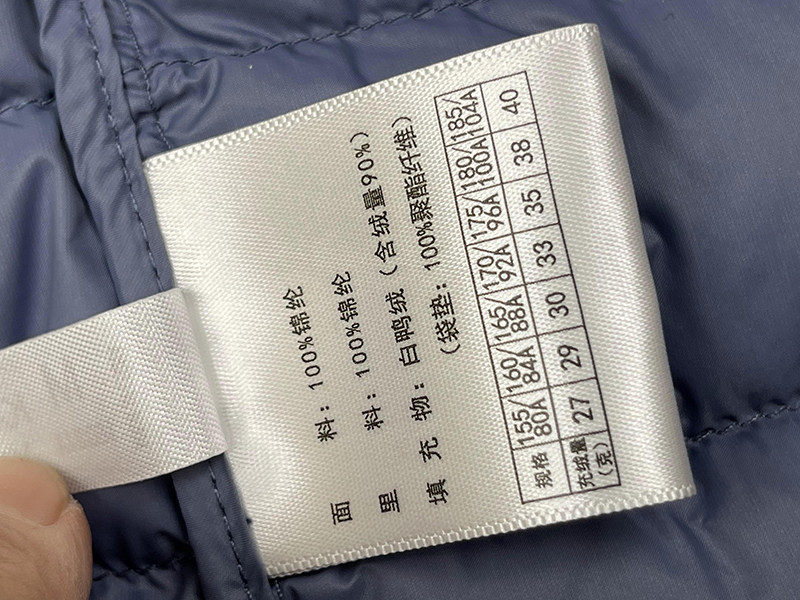 面 料：100%锦纶
里 料：100%锦纶
填 充 物：白鸭绒（含绒量90%）
（袋垫：100%聚酯纤维）
规格 155/80A 160/84A 165/88A 170/92A 175/96A 180/100A 185/104A
充绒量（克） 27 29 30 33 35 38 40